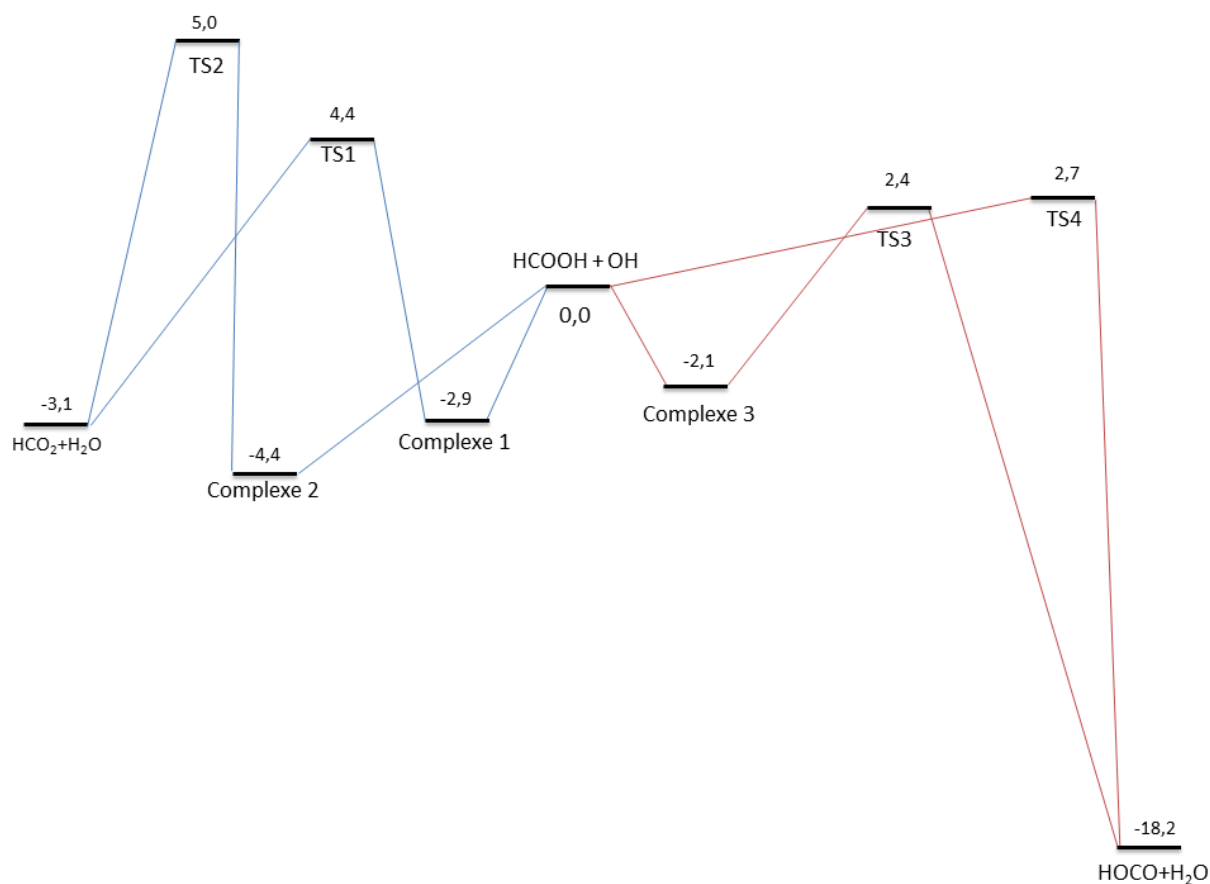 5,0
TS2
4,4
TS1
2,4
TS3
2,7
TS4
HCOOH + OH
0,0
-2,1
Complexe 3
-3,1
HCO₂+H₂O
-2,9
Complexe 1
-4,4
Complexe 2
-18,2
HOCO+H₂O